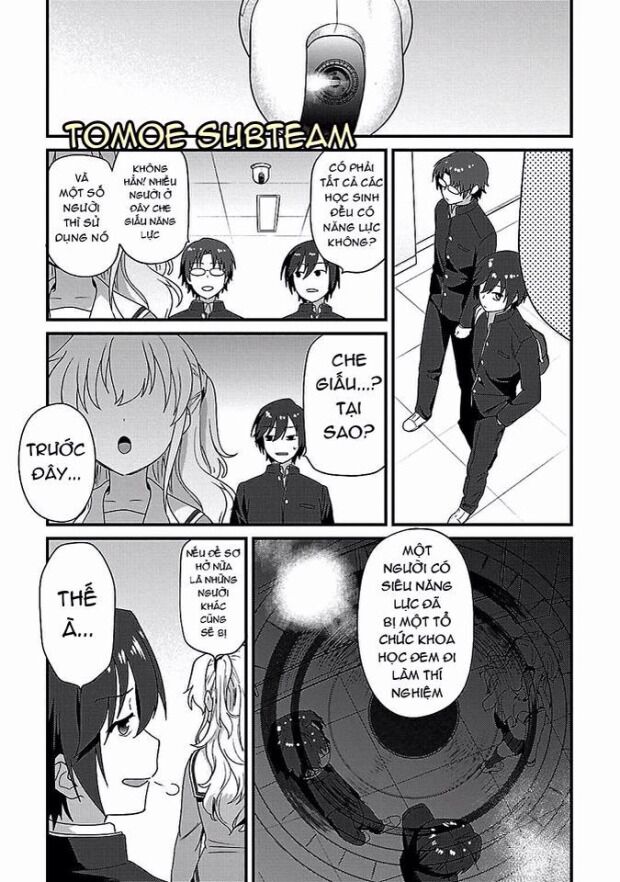 TOMOE SUBTEAM
CÓ PHẢI
TẤT CẢ CÁC
HỌC SINH
ĐỀU CÓ
NĂNG LỰC
KHÔNG?
KHÔNG
HẲN! NHIỀU
NGƯỜI Ở
ĐÂY CHE
GIẤU NĂNG
LỰC
VÀ
MỘT SỐ
NGƯỜI
THÌ SỬ
DỤNG NÓ
CHE
GIẤU...?
TẠI
SAO?
TRƯỚC
ĐÂY...
MỘT
NGƯỜI CÓ
SIÊU NĂNG
LỰC ĐÃ
BỊ MỘT TỔ
CHỨC KHOA
HỌC ĐEM ĐI
LÀM THÍ
NGHIỆM
NẾU ĐỂ SƠ
HỞ NỮA
LÀ NHỮNG
NGƯỜI
KHÁC
CŨNG
SẼ BỊ
THẾ
À...